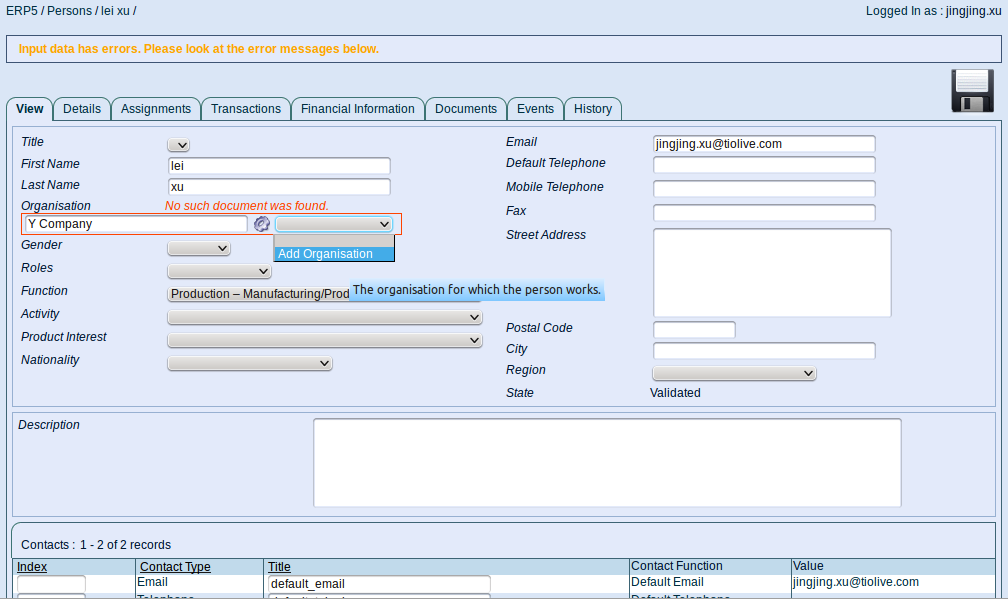 ERP5 / Persons / lei xu /
Logged In as : jingjing.xu
Input data has errors. Please look at the error messages below.
View
Details
Assignments
Transactions
Financial Information
Documents
Events
History
Title
First Name
lei
Last Name
xu
Organisation
No such document was found.
Y Company
Add Organisation
Gender
Roles
Function
Production – Manufacturing/Prod
The organisation for which the person works.
Activity
Product Interest
Nationality
Email
jingjing.xu@tiolive.com
Default Telephone
Mobile Telephone
Fax
Street Address
Postal Code
City
Region
State
Validated
Description
Contacts : 1 - 2 of 2 records
Index Contact Type Title Contact Function Value
Email default_email Default Email jingjing.xu@tiolive.com